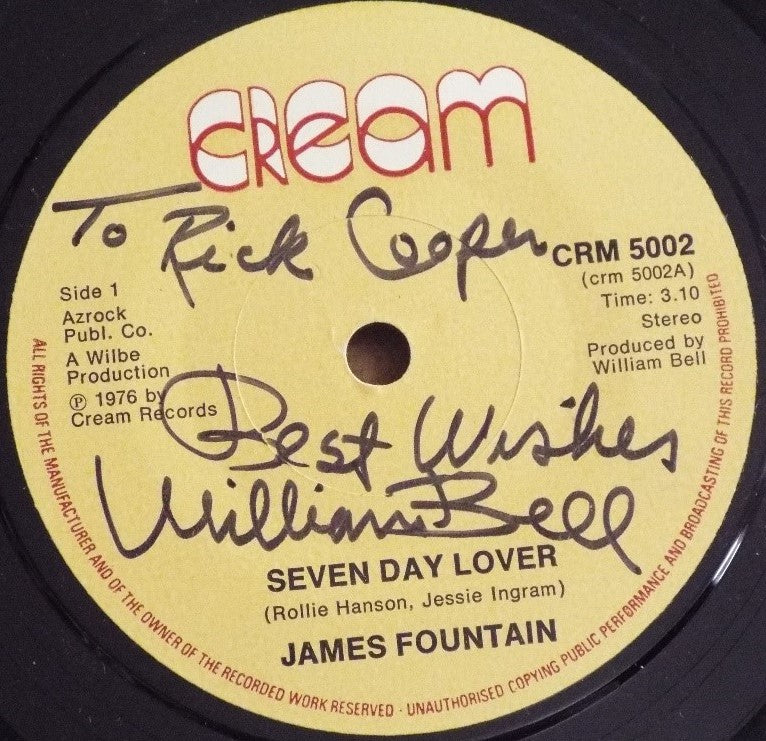 CREAM
To Rick Cooper
CRM 5002
(crm 5002A)
Time: 3.10
Stereo
Produced by
William Bell
Side 1
Azrock
Publ. Co.
A Wilbe
Production
℗ 1976 by
Cream Records
Best Wishes
William Bell
SEVEN DAY LOVER
(Rollie Hanson, Jessie Ingram)
JAMES FOUNTAIN
ALL RIGHTS OF THE MANUFACTURER AND OF THE OWNER OF THE RECORDED WORK RESERVED · UNAUTHORISED COPYING PUBLIC PERFORMANCE AND BROADCASTING OF THIS RECORD PROHIBITED